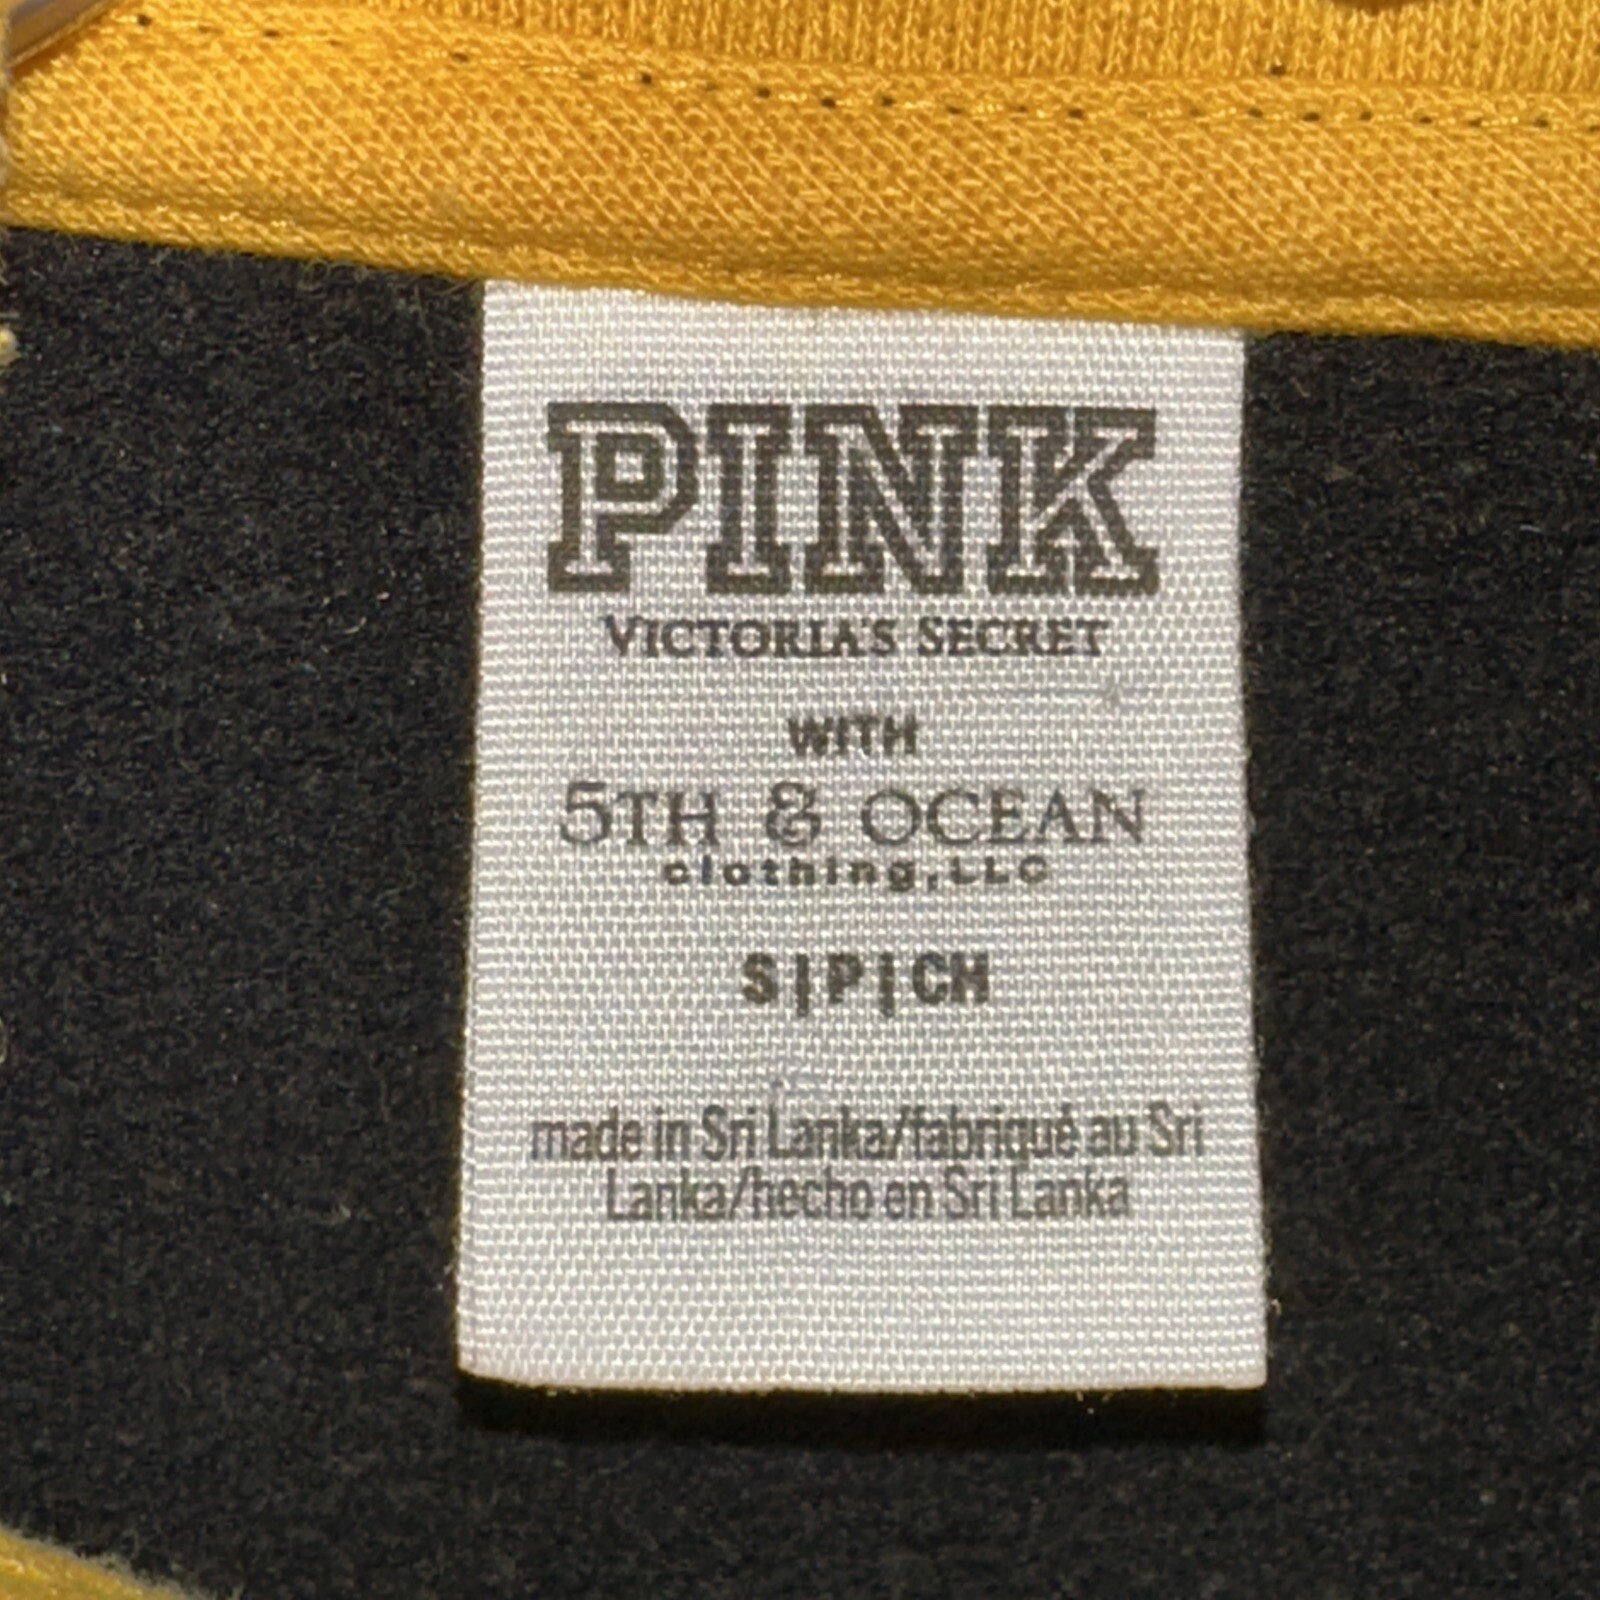 PINK
VICTORIA'S SECRET
WITH
5TH & OCEAN
clothing, LLC
S|P|CH
made in Sri Lanka/fabriqué au Sri
Lanka/hecho en Sri Lanka